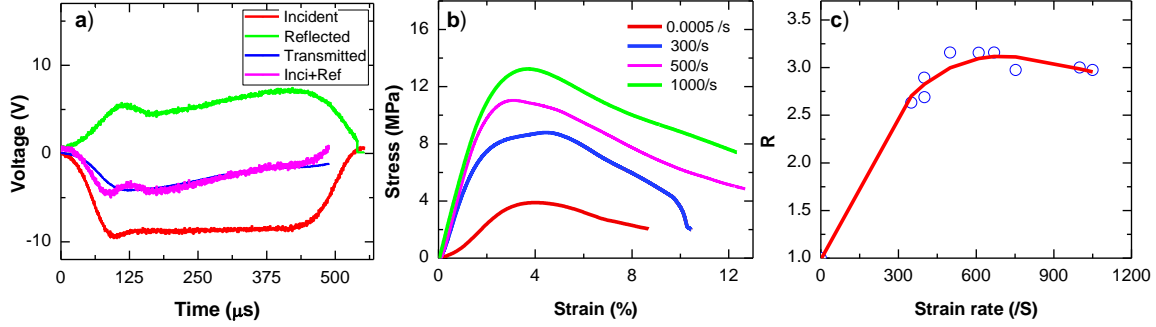 a)
Incident
Reflected
Transmitted
Inci+Ref
Voltage (V)
10
0
-10
0 125 250 375 500
Time (μs)
b)
0.0005 /s
300/s
500/s
1000/s
Stress (MPa)
16
12
8
4
0
0 4 8 12
Strain (%)
c)
R
3.5
3.0
2.5
2.0
1.5
1.0
0 300 600 900 1200
Strain rate (/S)